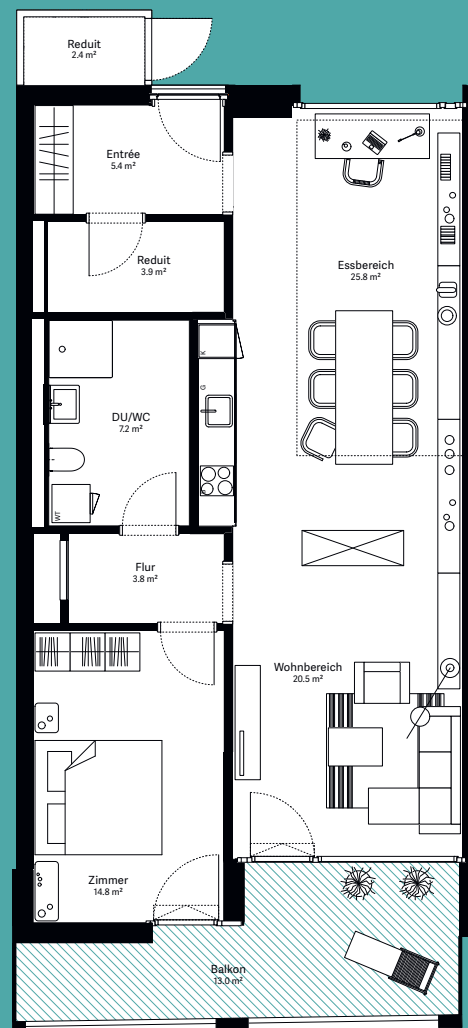 Reduit
2.4 m²
Entrée
5.4 m²
Reduit
3.9 m²
Essbereich
25.8 m²
K
G
DU/WC
7.2 m²
WT
Flur
3.8 m²
Wohnbereich
20.5 m²
Zimmer
14.8 m²
Balkon
13.0 m²